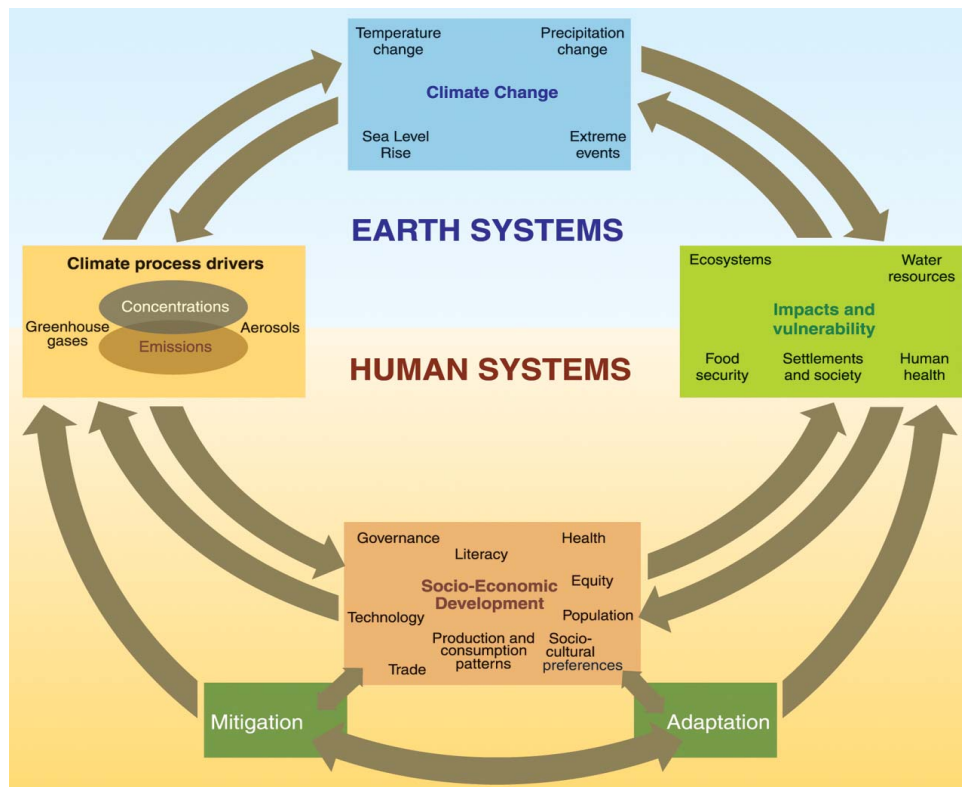 Temperature
change
Precipitation
change
Climate Change
Sea Level
Rise
Extreme
events
EARTH SYSTEMS
Climate process drivers
Concentrations
Greenhouse
gases
Aerosols
Emissions
Ecosystems
Water
resources
Impacts and
vulnerability
Food
security
Settlements
and society
Human
health
HUMAN SYSTEMS
Governance
Literacy
Health
Socio-Economic
Development
Equity
Technology
Population
Production and
consumption
patterns
Socio-
cultural
preferences
Trade
Mitigation
Adaptation